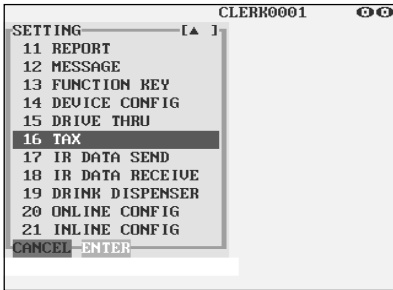 CLERK0001
SETTING [▲ ]
11 REPORT
12 MESSAGE
13 FUNCTION KEY
14 DEVICE CONFIG
15 DRIVE THRU
16 TAX
17 IR DATA SEND
18 IR DATA RECEIVE
19 DRINK DISPENSER
20 ONLINE CONFIG
21 INLINE CONFIG
CANCEL ENTER